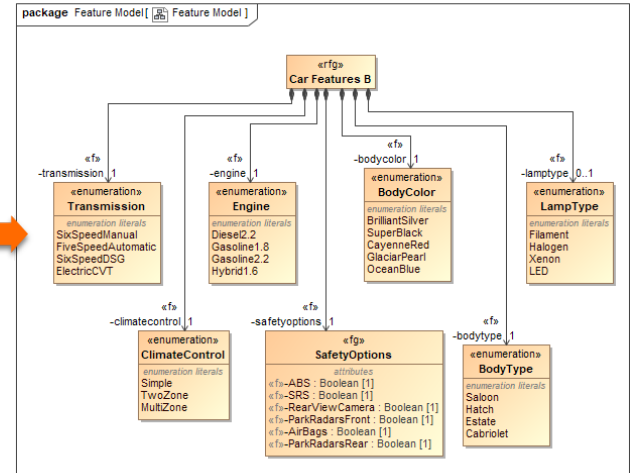 package Feature Model [ Feature Model ]
«rfg»
Car Features B
«f»
-transmission 1
«f»
-engine 1
«f»
-bodycolor 1
«f»
-lamptype 0..1
«enumeration»
Transmission
enumeration literals
SixSpeedManual
FiveSpeedAutomatic
SixSpeedDSG
ElectricCVT
«enumeration»
Engine
enumeration literals
Diesel2.2
Gasoline1.8
Gasoline2.2
Hybrid1.6
«enumeration»
BodyColor
enumeration literals
BrilliantSilver
SuperBlack
CayenneRed
GlaciarPearl
OceanBlue
«enumeration»
LampType
enumeration literals
Filament
Halogen
Xenon
LED
«f»
-climatecontrol 1
«f»
-safetyoptions 1
«f»
-bodytype 1
«enumeration»
ClimateControl
enumeration literals
Simple
TwoZone
MultiZone
«fg»
SafetyOptions
attributes
«f»-ABS : Boolean [1]
«f»-SRS : Boolean [1]
«f»-RearViewCamera : Boolean [1]
«f»-ParkRadarsFront : Boolean [1]
«f»-AirBags : Boolean [1]
«f»-ParkRadarsRear : Boolean [1]
«enumeration»
BodyType
enumeration literals
Saloon
Hatch
Estate
Cabriolet